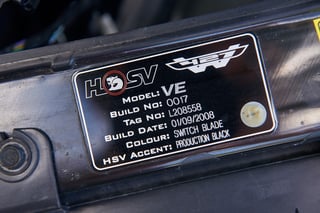 HSV
W427
MODEL: VE
BUILD NO: 0017
TAG NO: L208558
BUILD DATE: 01/09/2008
COLOUR: SWITCH BLADE
HSV ACCENT: PRODUCTION BLACK